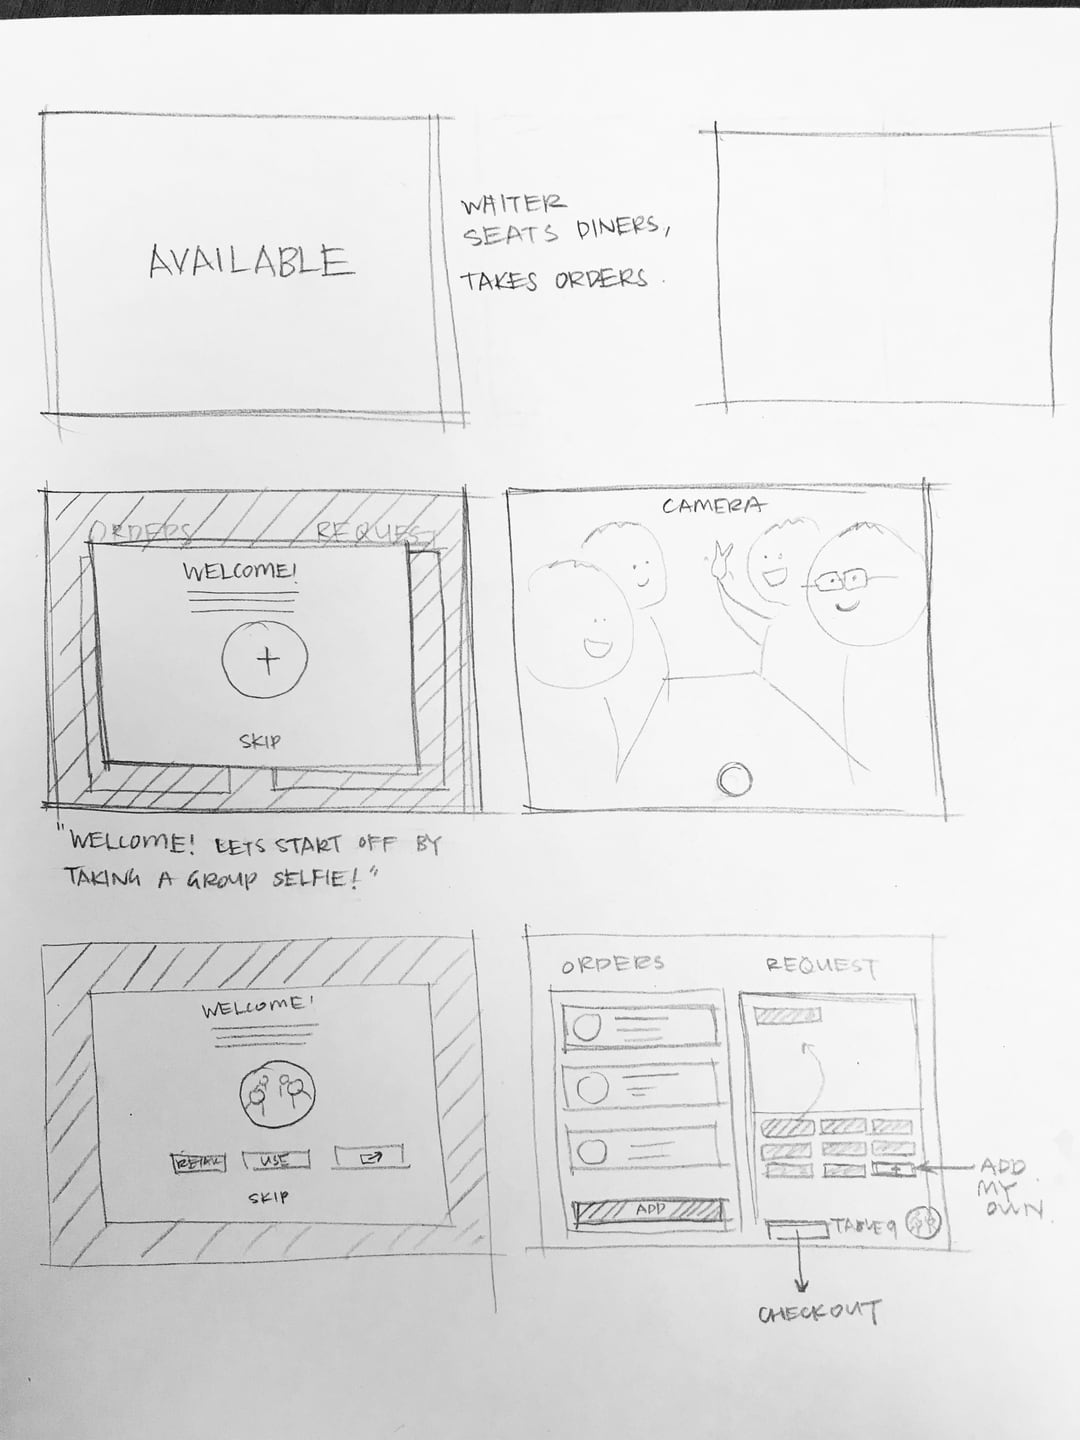 AVAILABLE
WAITER
SEATS DINERS,
TAKES ORDERS.
ORDERS
REQUEST
WELCOME!
SKIP
"WELCOME! LETS START OFF BY
TAKING A GROUP SELFIE!"
CAMERA
WELCOME!
RETAKE
USE
SKIP
ORDERS
REQUEST
ADD
ADD
MY
OWN.
TABLE 9
CHECKOUT